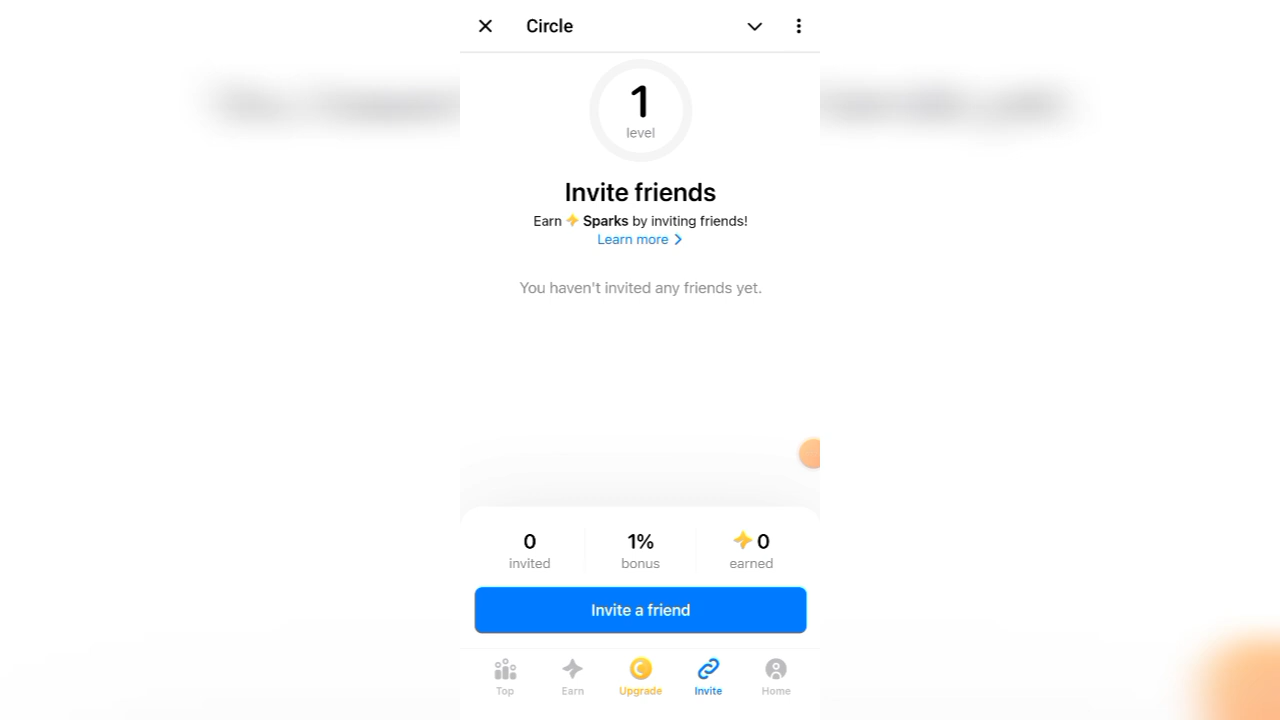 Circle
1
level
Invite friends
Earn Sparks by inviting friends!
Learn more
You haven't invited any friends yet.
0 1% 0
invited bonus earned
Invite a friend
Top Earn Upgrade Invite Home